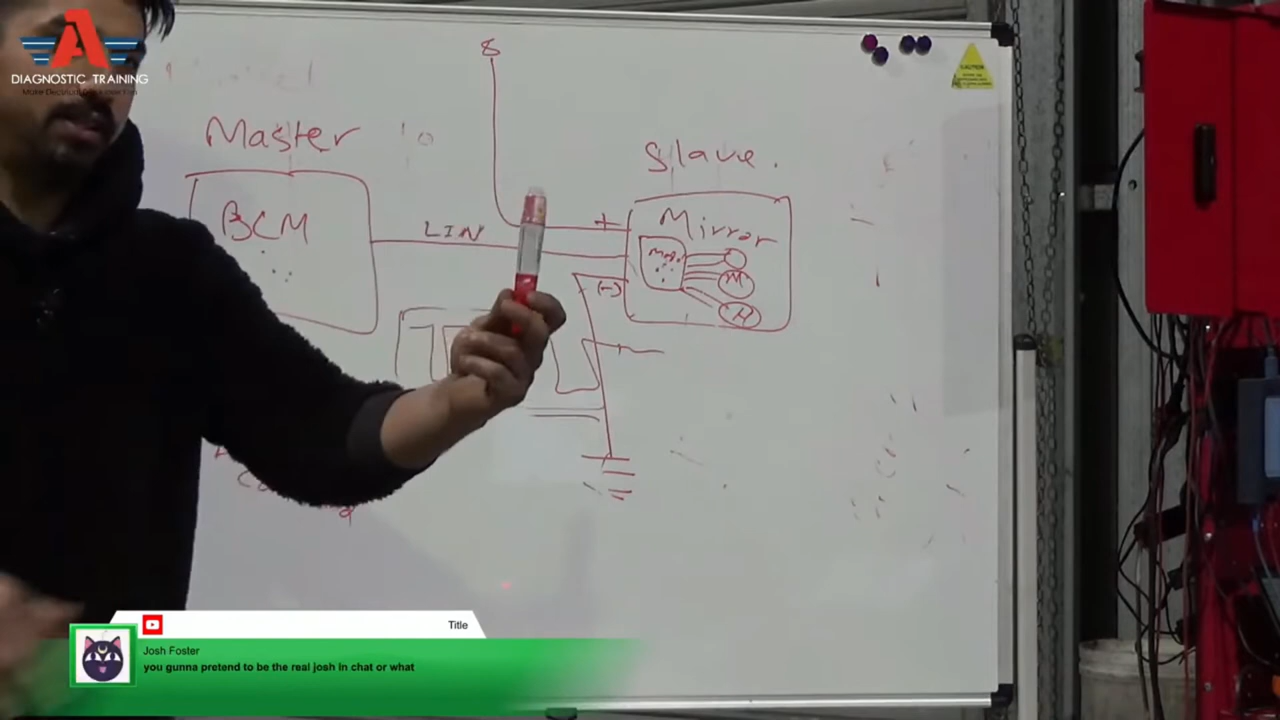 A
DIAGNOSTIC TRAINING
8
Master
Slave.
BCM
LIN
+
Mirror
M
(-)
CAUTION
Title
Josh Foster
you gunna pretend to be the real josh in chat or what